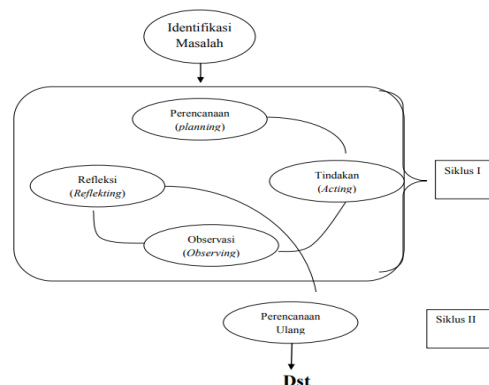 Identifikasi
Masalah
Perencanaan
(planning)
Refleksi
(Reflekting)
Tindakan
(Acting)
Siklus I
Observasi
(Observing)
Perencanaan
Ulang
Siklus II
Dst